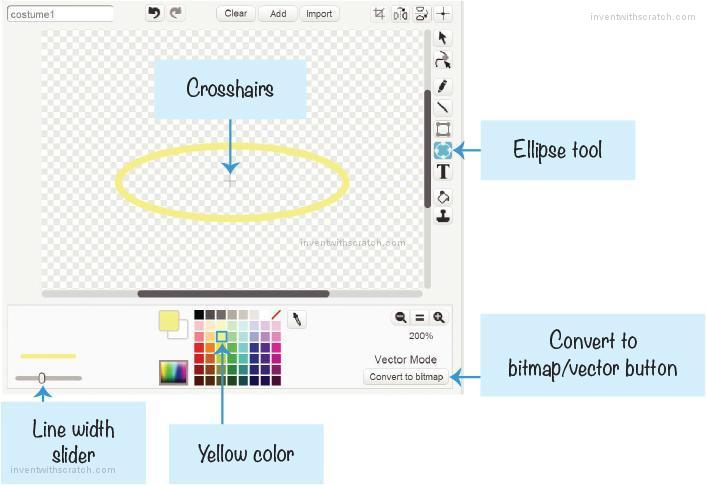 costume1
Clear
Add
Import
inventwithscratch.com
Crosshairs
Ellipse tool
T
inventwithscratch.com
200%
Vector Mode
Convert to bitmap
Convert to
bitmap/vector button
Line width
slider
inventwithscratch.com
Yellow color